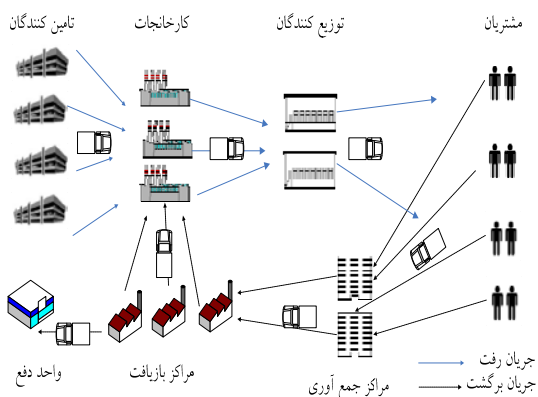 تامین کنندگان
کارخانجات
توزیع کنندگان
مشتریان
واحد دفع
مراکز بازیافت
مراکز جمع آوری
جریان رفت
جریان برگشت